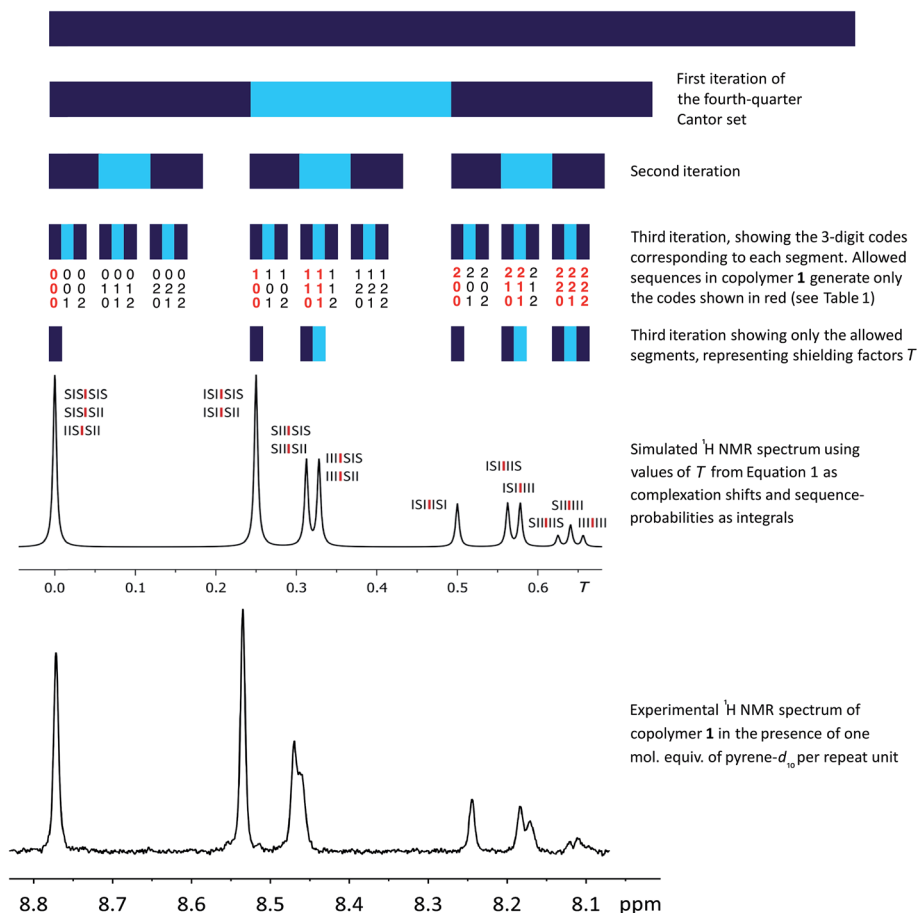 First iteration of
the fourth-quarter
Cantor set
Second iteration
Third iteration, showing the 3-digit codes
corresponding to each segment. Allowed
sequences in copolymer 1 generate only
the codes shown in red (see Table 1)
0 0 0 0 0 0 0 0 0 1 1 1 1 1 1 1 1 1 2 2 2 2 2 2 2 2 2
0 0 0 1 1 1 2 2 2 0 0 0 1 1 1 2 2 2 0 0 0 1 1 1 2 2 2
0 1 2 0 1 2 0 1 2 0 1 2 0 1 2 0 1 2 0 1 2 0 1 2 0 1 2
Third iteration showing only the allowed
segments, representing shielding factors T
SISISIS
SISISII
IISISII
ISIISIS
ISIISII
SIIISIS
SIIISII
IIIISIS
IIIISII
ISIIISI
ISIIIIS
ISIIIII
SIIIIIS
SIIIIII
IIIIIII
Simulated ¹H NMR spectrum using
values of T from Equation 1 as
complexation shifts and sequence-
probabilities as integrals
0.0 0.1 0.2 0.3 0.4 0.5 0.6 T
Experimental ¹H NMR spectrum of
copolymer 1 in the presence of one
mol. equiv. of pyrene-d₁₀ per repeat unit
8.8 8.7 8.6 8.5 8.4 8.3 8.2 8.1 ppm